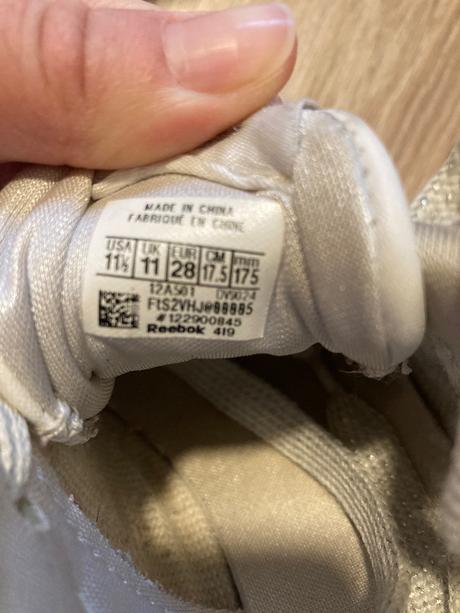 MADE IN CHINA
FABRIQUÉ EN CHINE
USA UK EUR CM mm
11½ 11 28 17.5 175
12A501 DV9024
#122900845
Reebok 419